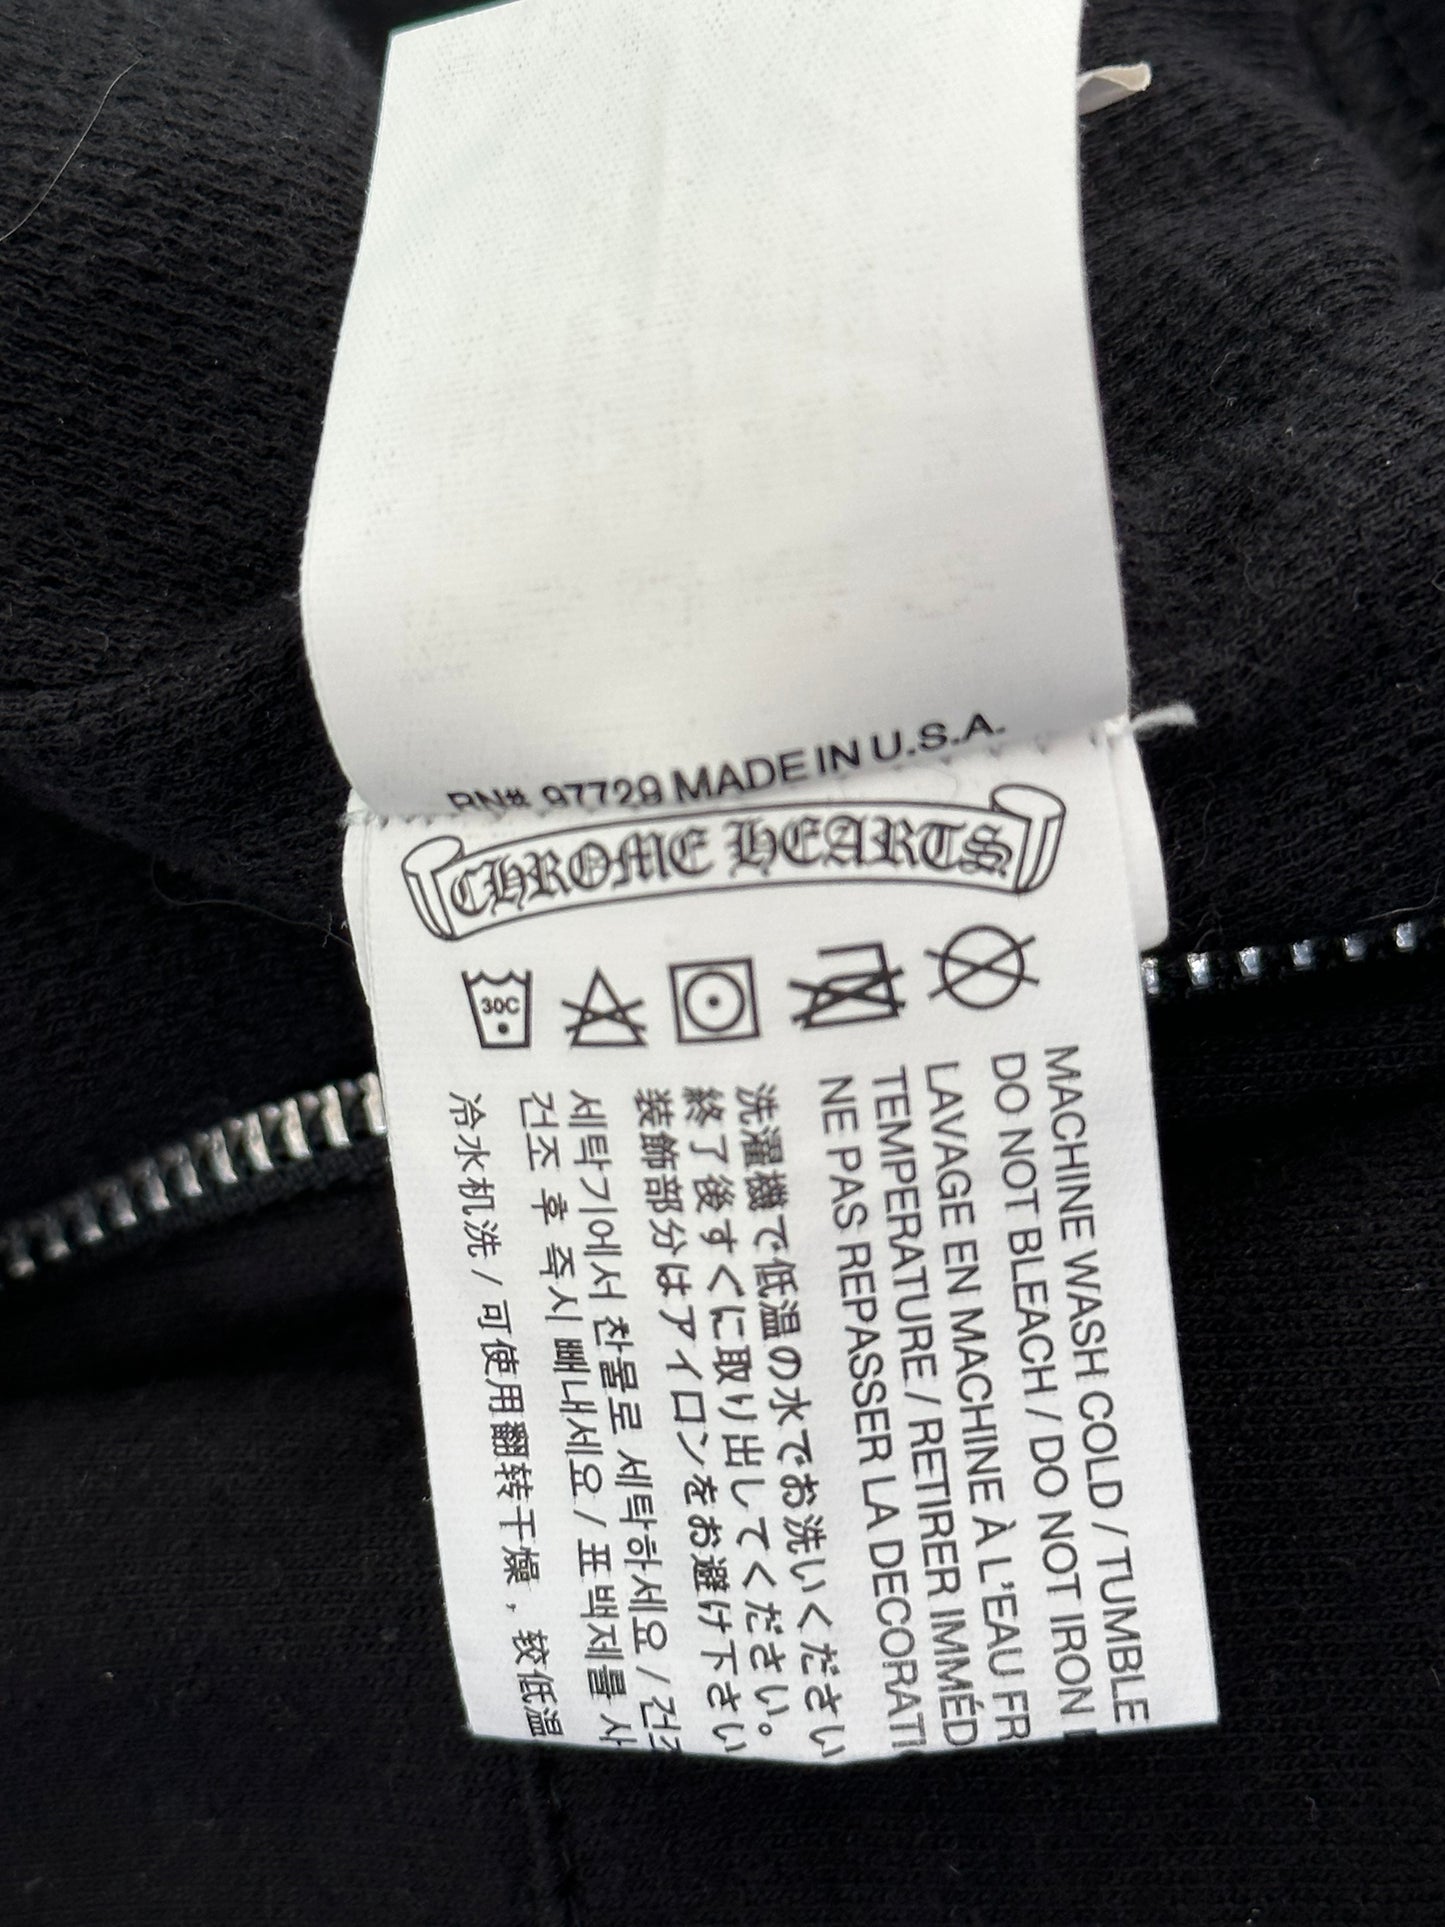 RN# 97729 MADE IN U.S.A.
CHROME HEARTS
30C
MACHINE WASH COLD / TUMBLE
DO NOT BLEACH / DO NOT IRON
LAVAGE EN MACHINE À L'EAU FR
TEMPERATURE / RETIRER IMMÉD
NE PAS REPASSER LA DECORATI
洗濯機で低温の水でお洗いください
終了後すぐに取り出してください。
装飾部分はアイロンをお避け下さい
세탁기에서 찬물로 세탁하세요 / 건조
건조 후 즉시 빼내세요 / 표백제를 사
冷水机洗 / 可使用翻转干燥，较低温